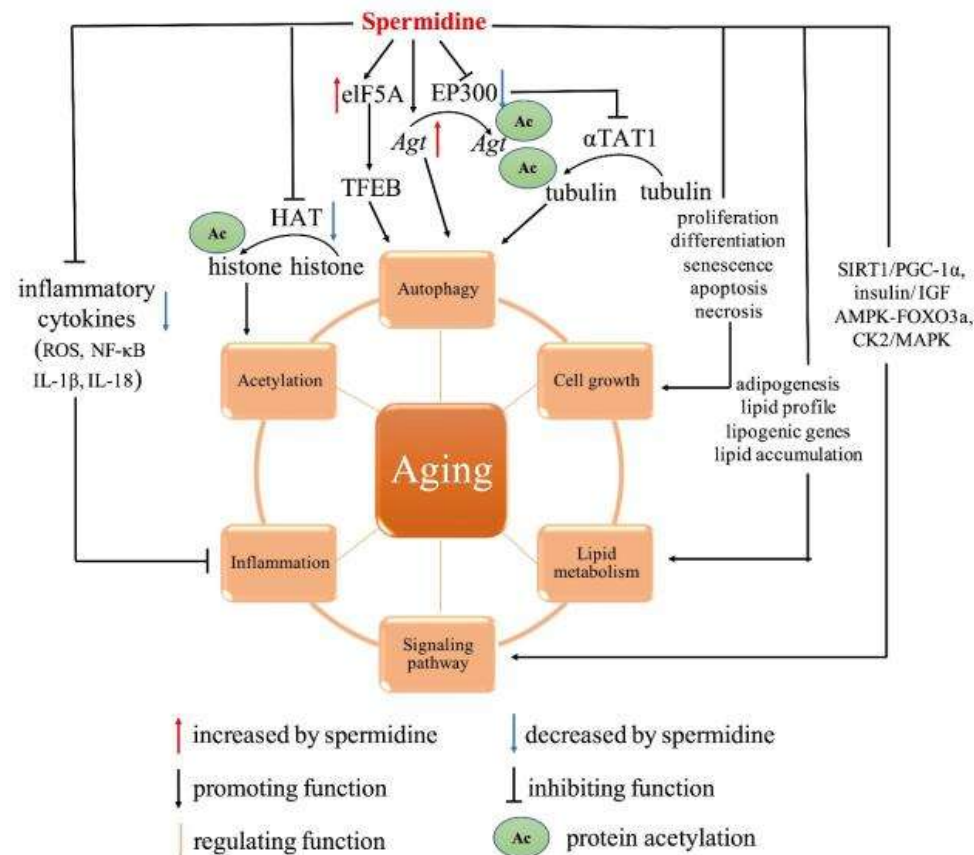 Spermidine
eIF5A
EP300
Ac
Agt
Agt
αTAT1
Ac
TFEB
tubulin
tubulin
HAT
Ac
histone histone
proliferation
differentiation
senescence
apoptosis
necrosis
inflammatory
cytokines
(ROS, NF-κB
IL-1β, IL-18)
SIRT1/PGC-1α,
insulin/ IGF
AMPK-FOXO3a,
CK2/MAPK
adipogenesis
lipid profile
lipogenic genes
lipid accumulation
Autophagy
Acetylation
Cell growth
Aging
Inflammation
Lipid
metabolism
Signaling
pathway
increased by spermidine
decreased by spermidine
promoting function
inhibiting function
regulating function
Ac
protein acetylation